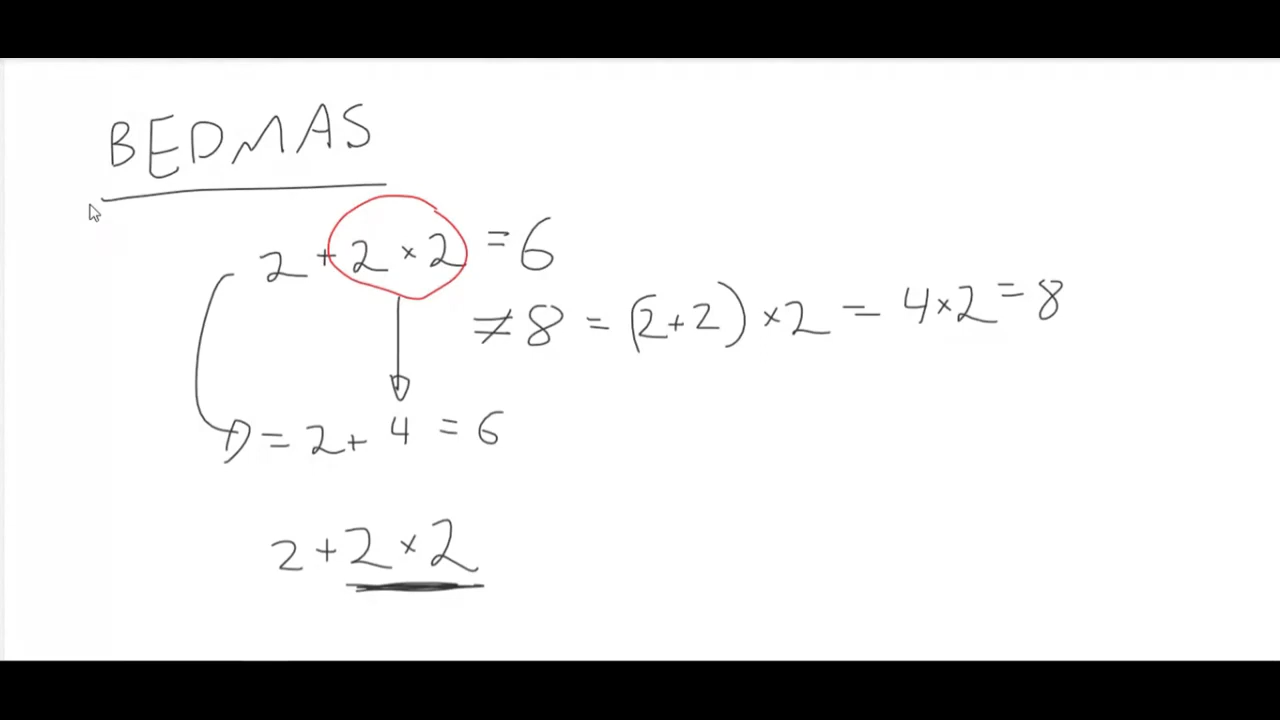 BEDMAS
2 + 2 × 2 = 6
≠ 8 = (2 + 2) × 2 = 4 × 2 = 8
= 2 + 4 = 6
2 + 2 × 2